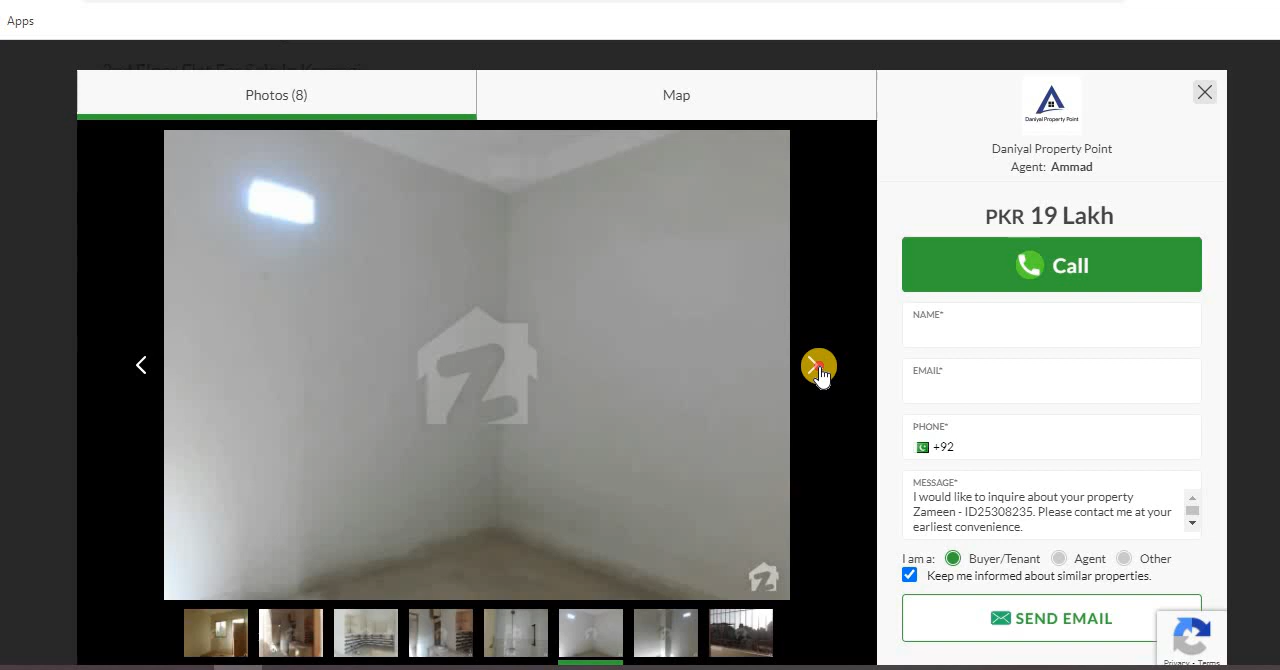 Apps
Photos (8)
Map
Daniyal Property Point
Daniyal Property Point
Agent: Ammad
PKR 19 Lakh
Call
NAME*
EMAIL*
PHONE*
+92
MESSAGE*
I would like to inquire about your property
Zameen - ID25308235. Please contact me at your
earliest convenience.
I am a: Buyer/Tenant Agent Other
Keep me informed about similar properties.
SEND EMAIL
Privacy - Terms